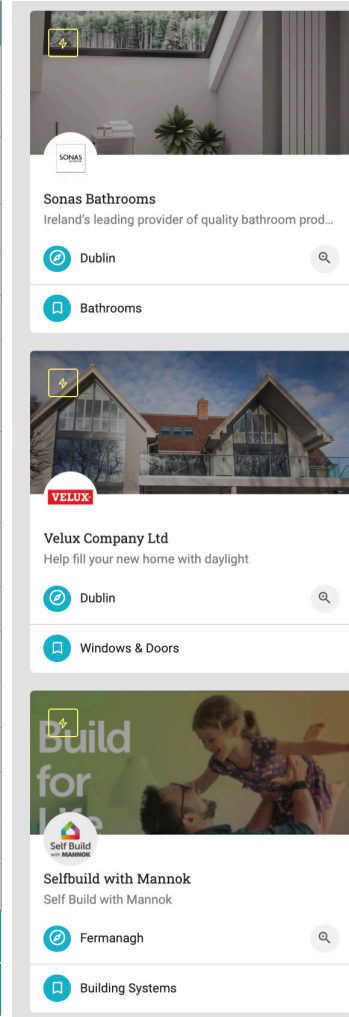 SONAS
Sonas Bathrooms
Ireland's leading provider of quality bathroom prod...
Dublin
Bathrooms
VELUX
Velux Company Ltd
Help fill your new home with daylight
Dublin
Windows & Doors
Build
for
Life
Self Build
with MANNOK
Selfbuild with Mannok
Self Build with Mannok
Fermanagh
Building Systems